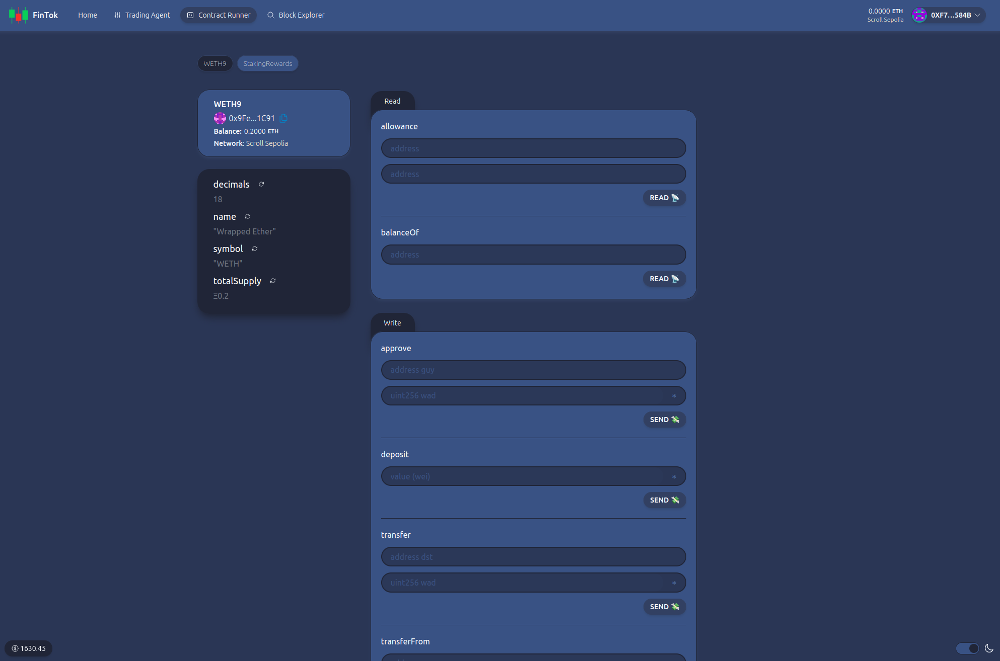 FinTok
Home
Trading Agent
Contract Runner
Block Explorer
0.0000 ETH
Scroll Sepolia
0XF7...584B
WETH9
StakingRewards
WETH9
0x9Fe...1C91
Balance: 0.2000 ETH
Network: Scroll Sepolia
decimals
18
name
"Wrapped Ether"
symbol
"WETH"
totalSupply
Ξ0.2
Read
allowance
address
address
READ
balanceOf
address
READ
Write
approve
address guy
uint256 wad *
SEND
deposit
value (wei) *
SEND
transfer
address dst
uint256 wad *
SEND
transferFrom
1630.45